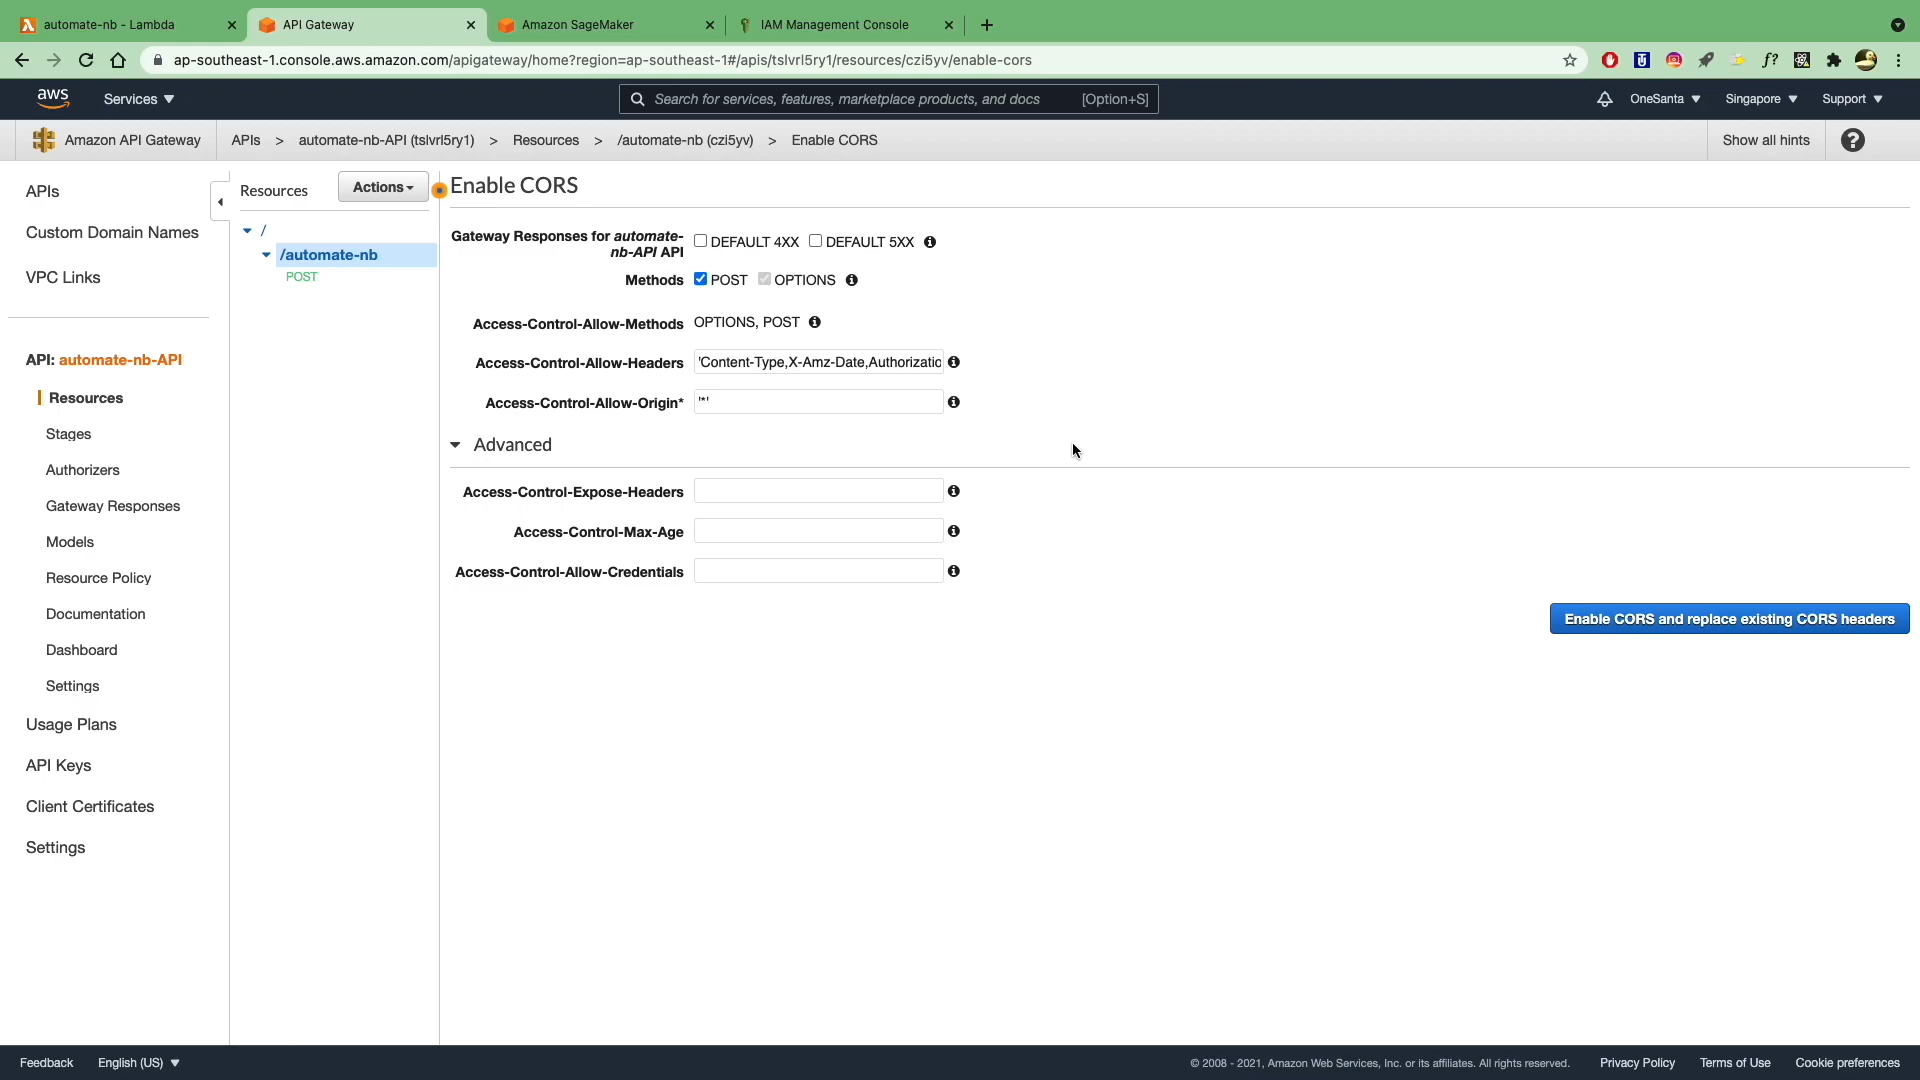 automate-nb - Lambda
API Gateway
Amazon SageMaker
IAM Management Console
ap-southeast-1.console.aws.amazon.com/apigateway/home?region=ap-southeast-1#/apis/tslvrl5ry1/resources/czi5yv/enable-cors
aws
Services
Search for services, features, marketplace products, and docs [Option+S]
OneSanta
Singapore
Support
Amazon API Gateway
APIs > automate-nb-API (tslvrl5ry1) > Resources > /automate-nb (czi5yv) > Enable CORS
Show all hints
APIs
Custom Domain Names
VPC Links
API: automate-nb-API
Resources
Stages
Authorizers
Gateway Responses
Models
Resource Policy
Documentation
Dashboard
Settings
Usage Plans
API Keys
Client Certificates
Settings
Resources
Actions
/
/automate-nb
POST
Enable CORS
Gateway Responses for automate-
nb-API API
DEFAULT 4XX DEFAULT 5XX
Methods POST OPTIONS
Access-Control-Allow-Methods OPTIONS, POST
Access-Control-Allow-Headers 'Content-Type,X-Amz-Date,Authorizatio
Access-Control-Allow-Origin* '*'
Advanced
Access-Control-Expose-Headers
Access-Control-Max-Age
Access-Control-Allow-Credentials
Enable CORS and replace existing CORS headers
Feedback
English (US)
© 2008 - 2021, Amazon Web Services, Inc. or its affiliates. All rights reserved.
Privacy Policy
Terms of Use
Cookie preferences